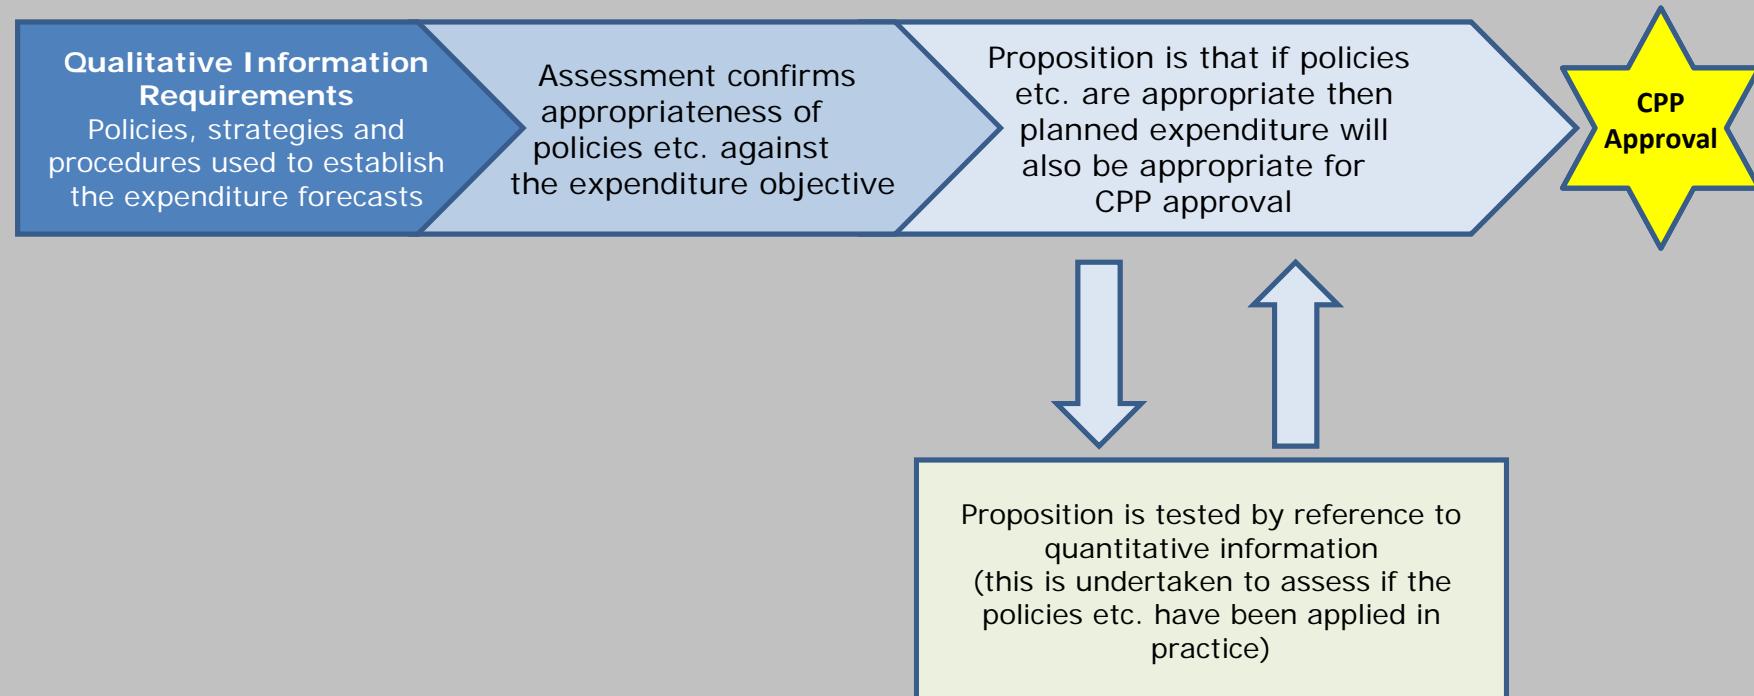 Qualitative Information
Requirements
Policies, strategies and
procedures used to establish
the expenditure forecasts
Assessment confirms
appropriateness of
policies etc. against
the expenditure objective
Proposition is that if policies
etc. are appropriate then
planned expenditure will
also be appropriate for
CPP approval
CPP
Approval
Proposition is tested by reference to
quantitative information
(this is undertaken to assess if the
policies etc. have been applied in
practice)